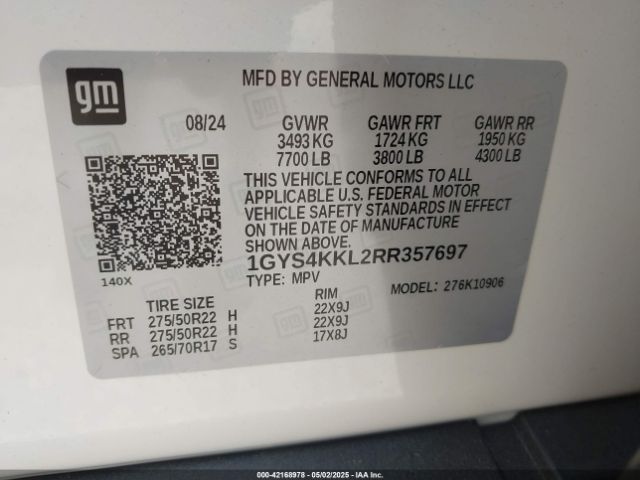 gm
MFD BY GENERAL MOTORS LLC
08/24 GVWR GAWR FRT GAWR RR
3493 KG 1724 KG 1950 KG
7700 LB 3800 LB 4300 LB
THIS VEHICLE CONFORMS TO ALL
APPLICABLE U.S. FEDERAL MOTOR
VEHICLE SAFETY STANDARDS IN EFFECT
ON THE DATE OF MANUFACTURE
SHOWN ABOVE.
1GYS4KKL2RR357697
140X
TYPE: MPV MODEL: 276K10906
TIRE SIZE RIM
FRT 275/50R22 H 22X9J
RR 275/50R22 H 22X9J
SPA 265/70R17 S 17X8J
000-42168978 - 05/02/2025 - IAA Inc.